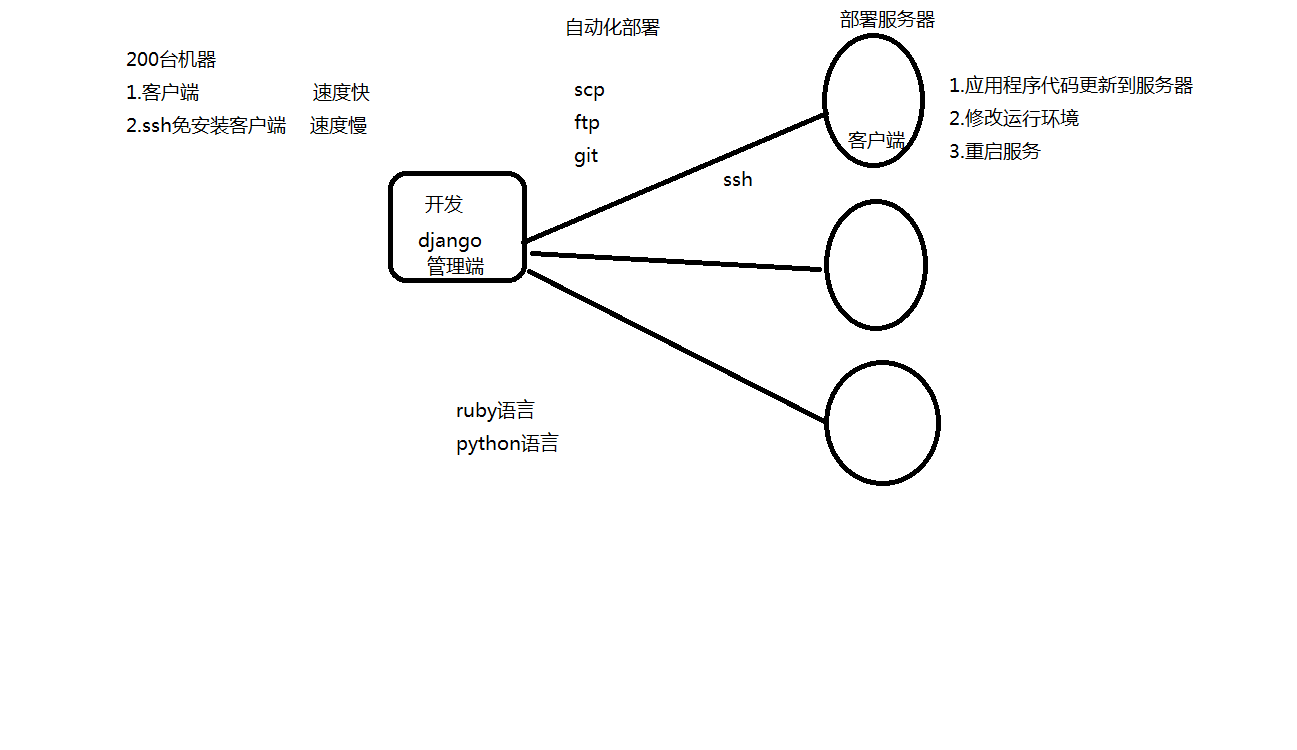 自动化部署
部署服务器
200台机器
1.客户端 速度快
2.ssh免安装客户端 速度慢
scp
ftp
git
1.应用程序代码更新到服务器
2.修改运行环境
3.重启服务
客户端
ssh
开发
django
管理端
ruby语言
python语言